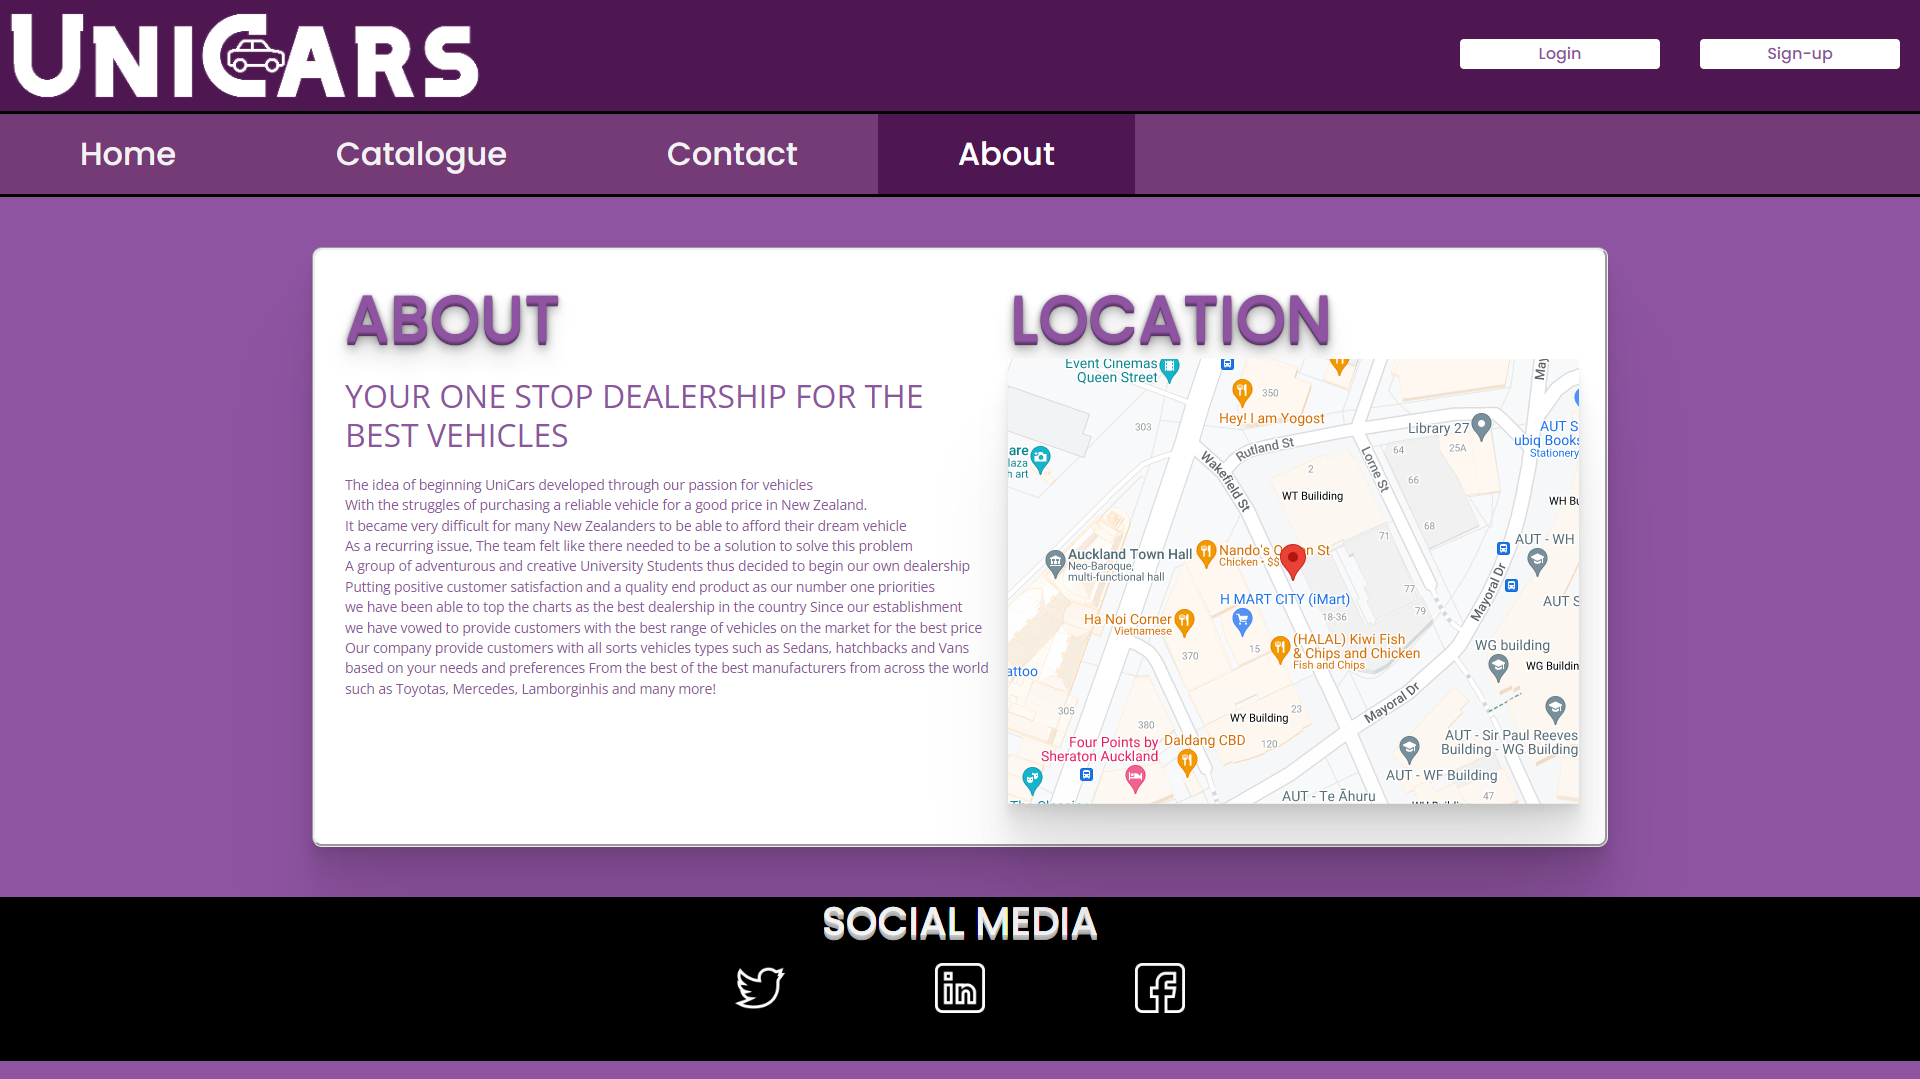 UNICARS
Login
Sign-up
Home
Catalogue
Contact
About
ABOUT
YOUR ONE STOP DEALERSHIP FOR THE
BEST VEHICLES
The idea of beginning UniCars developed through our passion for vehicles
With the struggles of purchasing a reliable vehicle for a good price in New Zealand.
It became very difficult for many New Zealanders to be able to afford their dream vehicle
As a recurring issue, The team felt like there needed to be a solution to solve this problem
A group of adventurous and creative University Students thus decided to begin our own dealership
Putting positive customer satisfaction and a quality end product as our number one priorities
we have been able to top the charts as the best dealership in the country Since our establishment
we have vowed to provide customers with the best range of vehicles on the market for the best price
Our company provide customers with all sorts vehicles types such as Sedans, hatchbacks and Vans
based on your needs and preferences From the best of the best manufacturers from across the world
such as Toyotas, Mercedes, Lamborginhis and many more!
LOCATION
Event Cinemas
Queen Street
350
Hey! I am Yogost
303
Library 27
25A
64
AUT S
ubiq Books
Stationery
Rutland St
Wakefield St
Lorne St
2
66
WT Builiding
WH Bu
are
laza
h art
68
71
AUT - WH
Auckland Town Hall
Neo-Baroque,
multi-functional hall
Nando's
n St
Chicken • $$
77
79
Mayoral Dr
AUT S
H MART CITY (iMart)
18-36
Ha Noi Corner
Vietnamese
370
15
(HALAL) Kiwi Fish
& Chips and Chicken
Fish and Chips
WG building
WG Buildin
attoo
305
380
WY Building
23
120
Mayoral Dr
Four Points by
Sheraton Auckland
Daldang CBD
AUT - Sir Paul Reeves
Building - WG Building
AUT - WF Building
AUT - Te Āhuru
47
SOCIAL MEDIA